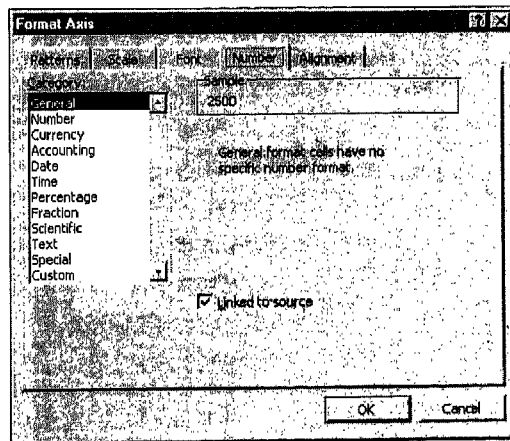 Format Axis
Patterns Scale Font Number Alignment
Category:
General
Number
Currency
Accounting
Date
Time
Percentage
Fraction
Scientific
Text
Special
Custom
Sample
2500
General format cells have no
specific number format.
Linked to source
OK Cancel